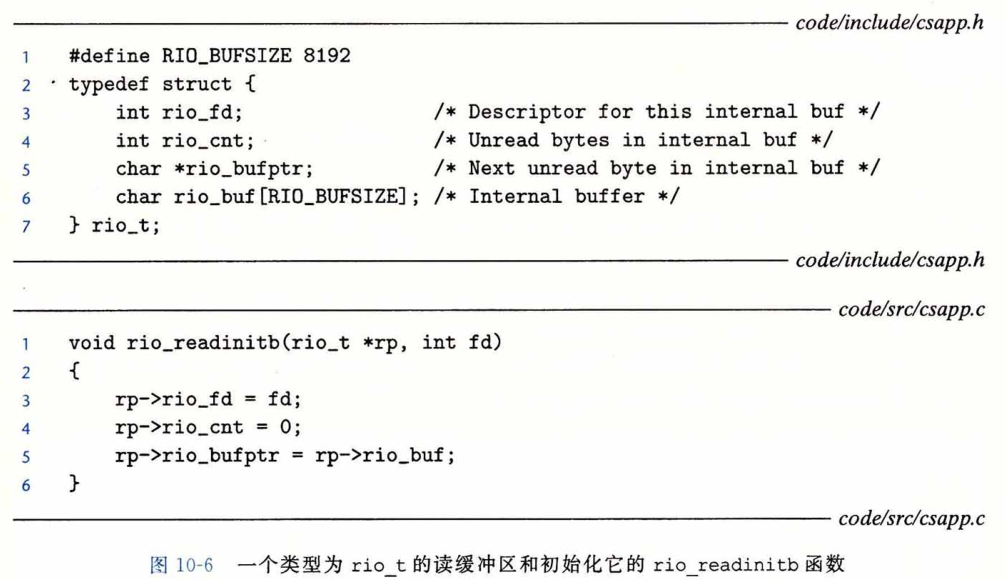 code/include/csapp.h
1 #define RIO_BUFSIZE 8192
2 typedef struct {
3 int rio_fd; /* Descriptor for this internal buf */
4 int rio_cnt; /* Unread bytes in internal buf */
5 char *rio_bufptr; /* Next unread byte in internal buf */
6 char rio_buf[RIO_BUFSIZE]; /* Internal buffer */
7 } rio_t;
code/include/csapp.h
code/src/csapp.c
1 void rio_readinitb(rio_t *rp, int fd)
2 {
3 rp->rio_fd = fd;
4 rp->rio_cnt = 0;
5 rp->rio_bufptr = rp->rio_buf;
6 }
code/src/csapp.c
图 10-6 一个类型为 rio_t 的读缓冲区和初始化它的 rio_readinitb 函数